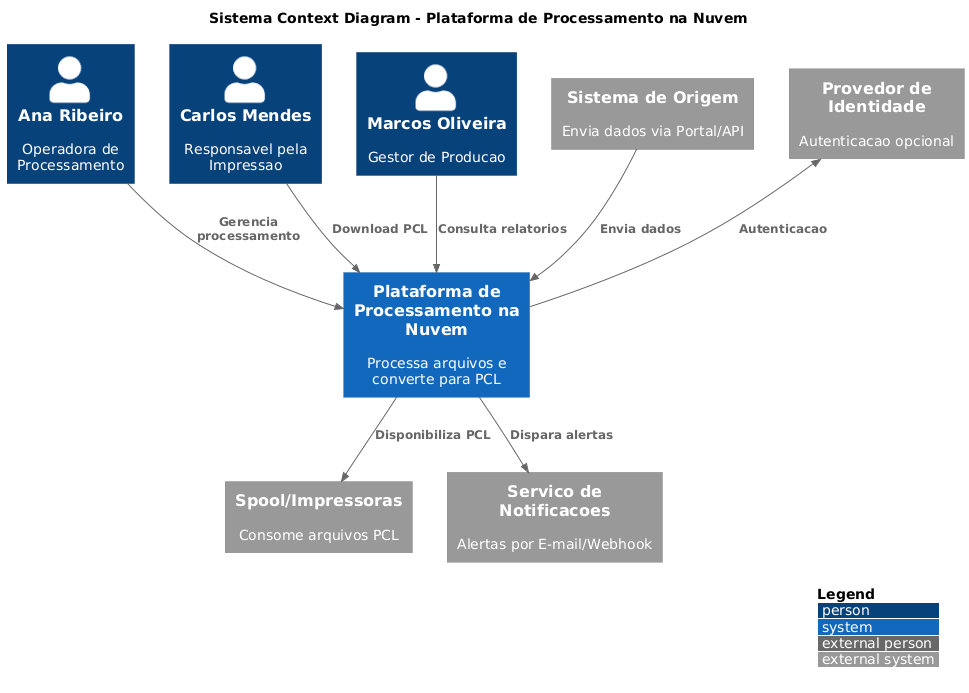 Sistema Context Diagram - Plataforma de Processamento na Nuvem
Ana Ribeiro
Operadora de
Processamento
Carlos Mendes
Responsavel pela
Impressao
Marcos Oliveira
Gestor de Producao
Sistema de Origem
Envia dados via Portal/API
Provedor de
Identidade
Autenticacao opcional
Gerencia
processamento
Download PCL
Consulta relatorios
Envia dados
Autenticacao
Plataforma de
Processamento na
Nuvem
Processa arquivos e
converte para PCL
Disponibiliza PCL
Dispara alertas
Spool/Impressoras
Consome arquivos PCL
Servico de
Notificacoes
Alertas por E-mail/Webhook
Legend
person
system
external person
external system